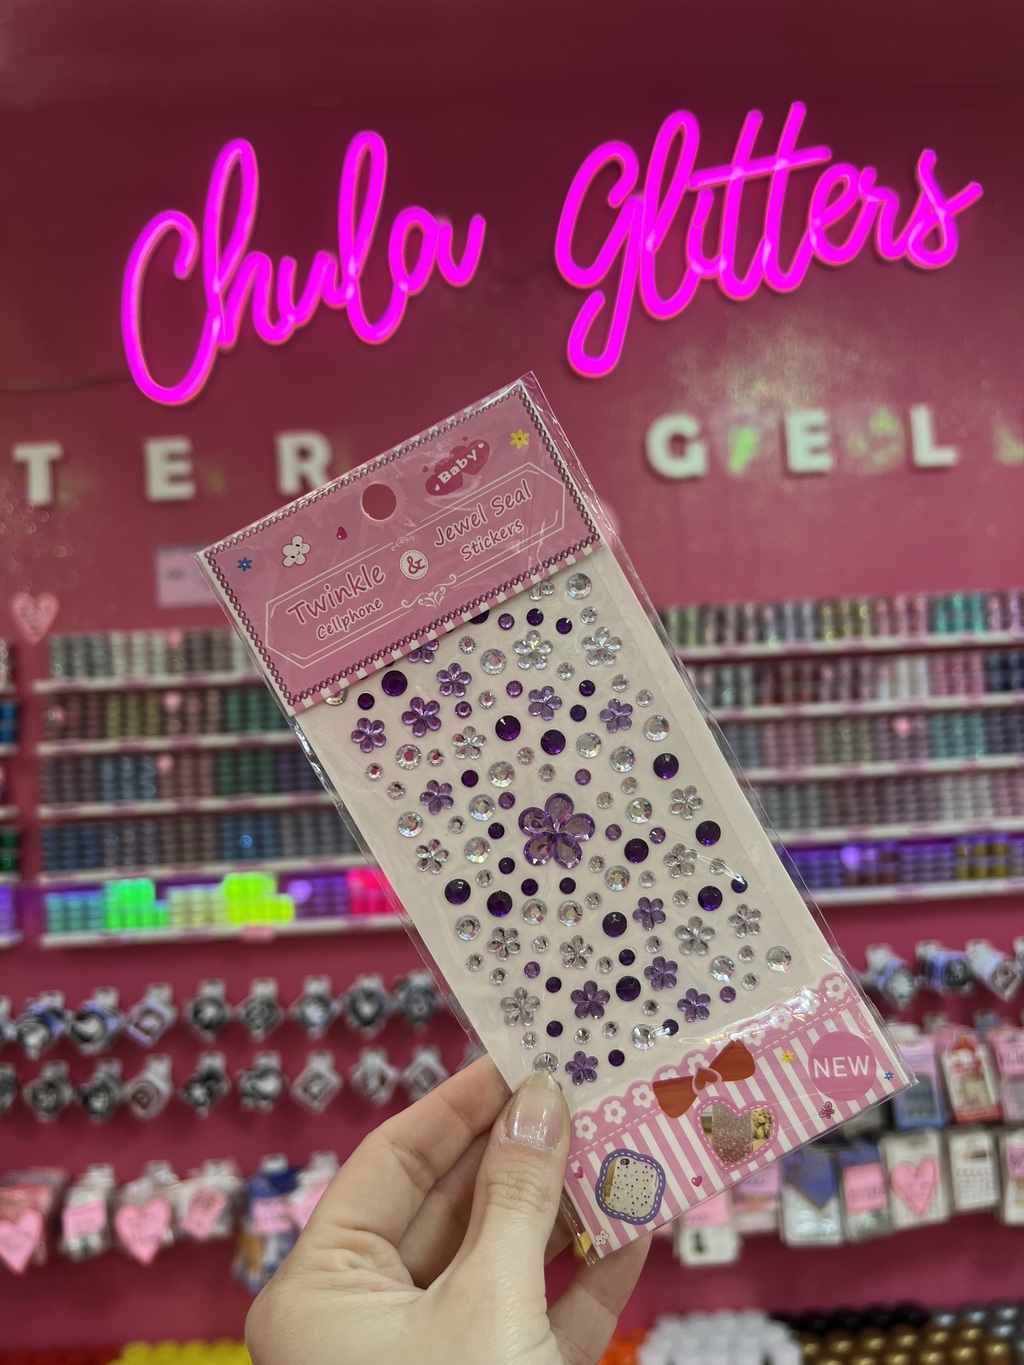 Chula Glitters
TER GEL
Baby
Twinkle & Jewel Seal
Cellphone Stickers
NEW